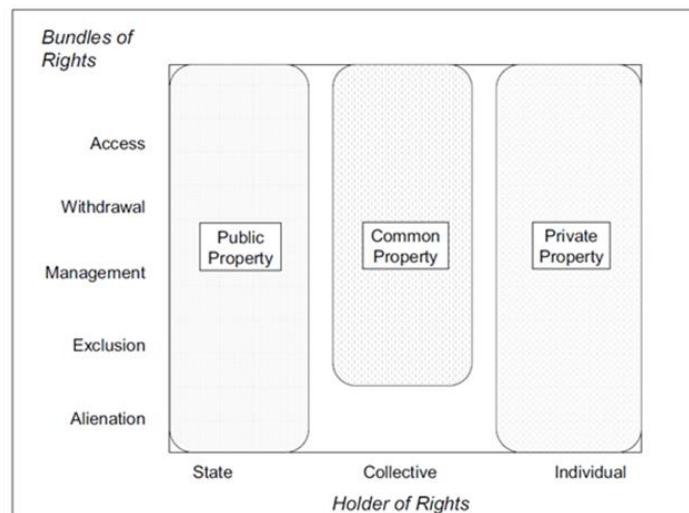 Bundles of
Rights
Access
Withdrawal
Management
Exclusion
Alienation
Public
Property
Common
Property
Private
Property
State
Collective
Individual
Holder of Rights